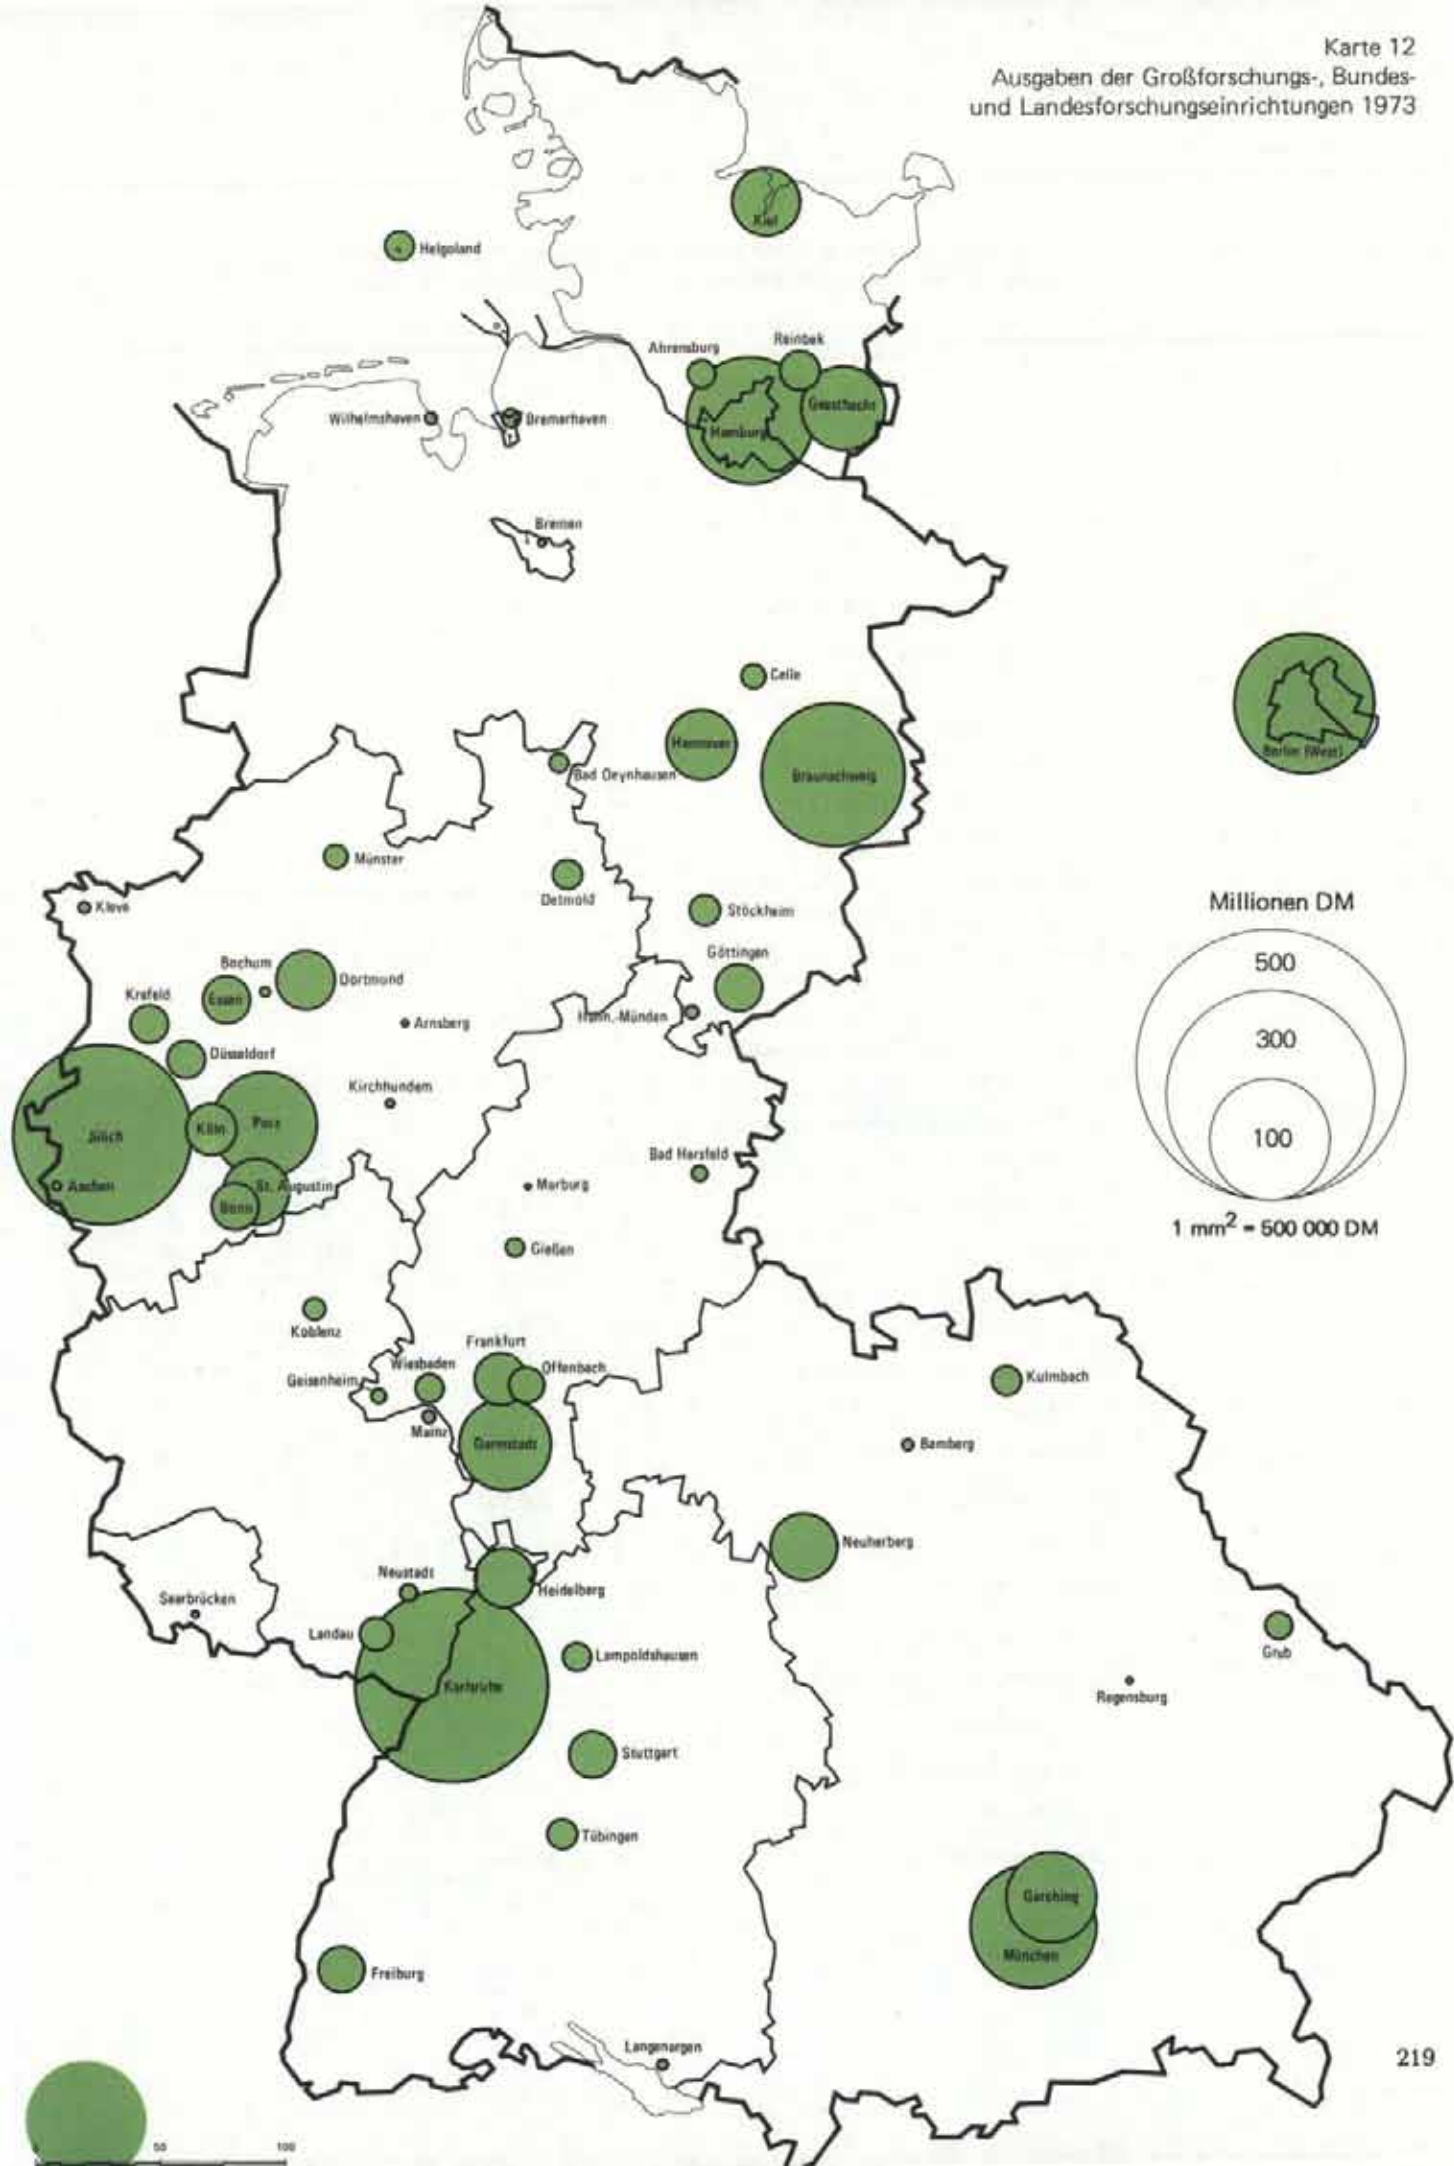 Karte 12
Ausgaben der Großforschungs-, Bundes-
und Landesforschungseinrichtungen 1973
Kiel
Helgoland
Ahrensburg
Reinbek
Geesthacht
Hamburg
Wilhelmshaven
Bremerhaven
Bremen
Celle
Hannover
Braunschweig
Berlin (West)
Bad Oeynhausen
Münster
Detmold
Kleve
Stöckheim
Göttingen
Hann.-Münden
Bochum
Dortmund
Essen
Krefeld
Arnsberg
Düsseldorf
Kirchhundem
Jülich
Köln
Porz
Aachen
St. Augustin
Bonn
Bad Hersfeld
Marburg
Gießen
Millionen DM
500
300
100
1 mm² = 500 000 DM
Koblenz
Frankfurt
Wiesbaden
Offenbach
Geisenheim
Mainz
Darmstadt
Kulmbach
Bamberg
Neuherberg
Neustadt
Heidelberg
Saarbrücken
Landau
Lampoldshausen
Karlsruhe
Grub
Regensburg
Stuttgart
Tübingen
Garching
München
Freiburg
Langenargen
219
0 50 100